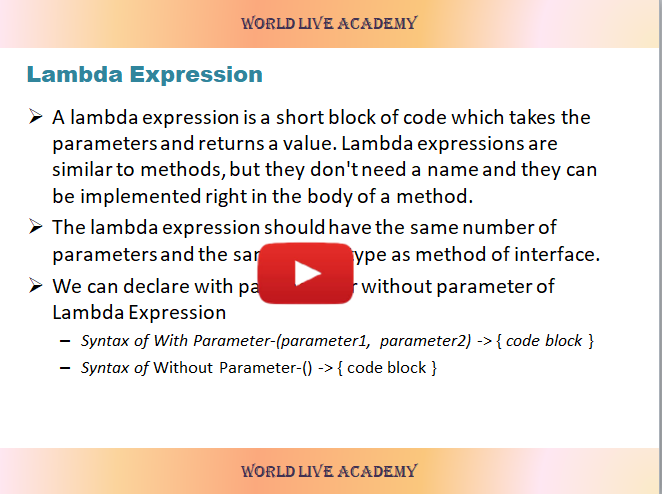 WORLD LIVE ACADEMY
Lambda Expression
➢ A lambda expression is a short block of code which takes the
parameters and returns a value. Lambda expressions are
similar to methods, but they don't need a name and they can
be implemented right in the body of a method.
➢ The lambda expression should have the same number of
parameters and the ype as method of interface.
➢ We can declare with pa r without parameter of
Lambda Expression
– Syntax of With Parameter-(parameter1, parameter2) -> { code block }
– Syntax of Without Parameter-() -> { code block }
WORLD LIVE ACADEMY